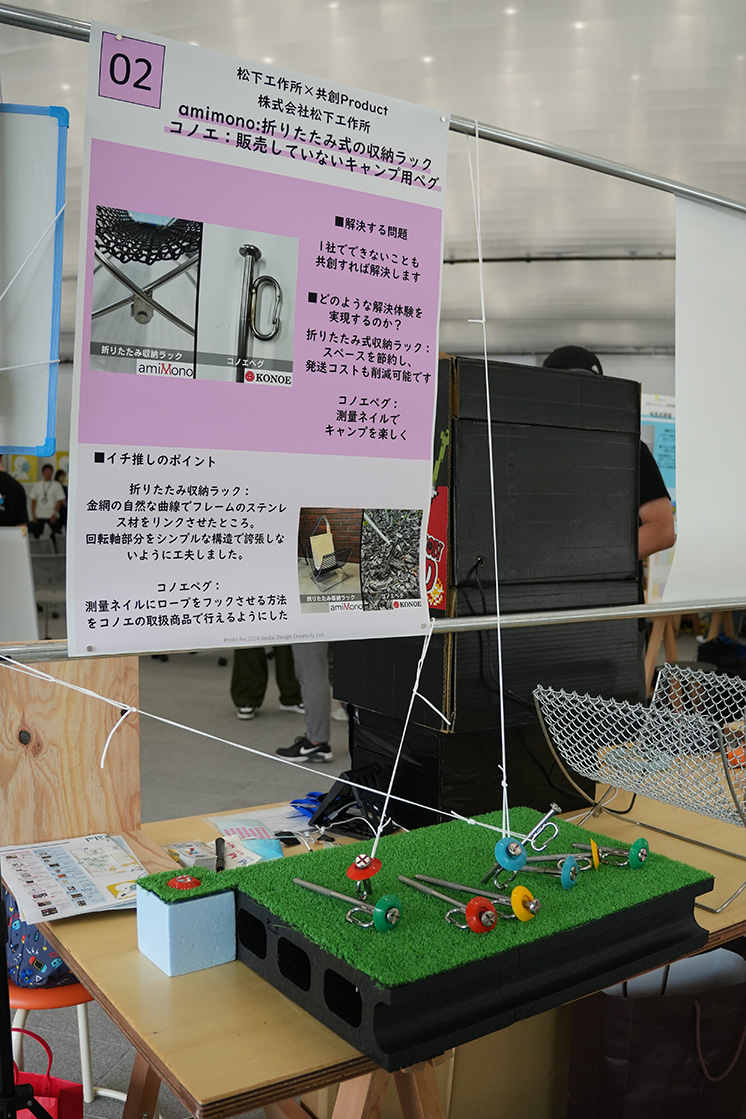 02
松下工作所×共創Product
株式会社松下工作所
amimono:折りたたみ式の収納ラック
コノエ：販売していないキャンプ用ペグ
■解決する問題
1社でできないことも
共創すれば解決します
■どのような解決体験を
実現するのか？
折りたたみ式収納ラック：
スペースを節約し、
発送コストも削減可能です
コノエペグ：
測量ネイルで
キャンプを楽しく
折りたたみ収納ラック
amiMono
コノエペグ
KONOE
■イチ推しのポイント
折りたたみ収納ラック：
金網の自然な曲線でフレームのステンレ
ス材をリンクさせたところ。
回転軸部分をシンプルな構造で誇張しな
いように工夫しました。
コノエペグ：
測量ネイルにロープをフックさせる方法
をコノエの取扱商品で行えるようにした
折りたたみ収納ラック
amiMono
コノエペグ
KONOE
Proto Fes2024 Kindai Design Creativity Lab.